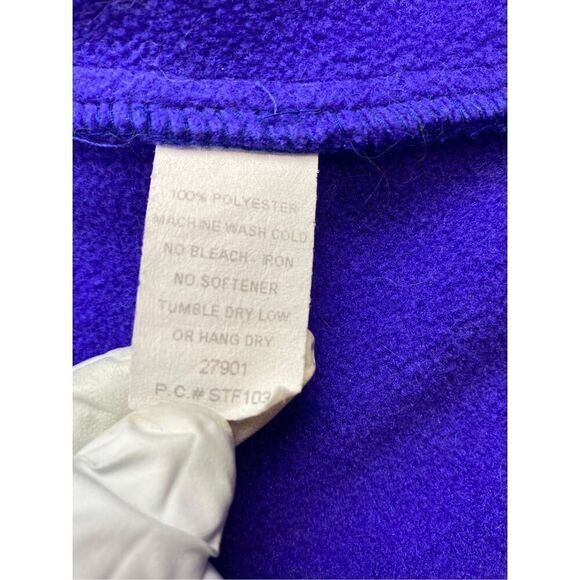 100% POLYESTER
MACHINE WASH COLD
NO BLEACH - IRON
NO SOFTENER
TUMBLE DRY LOW
OR HANG DRY
27901
P.C.# STF103